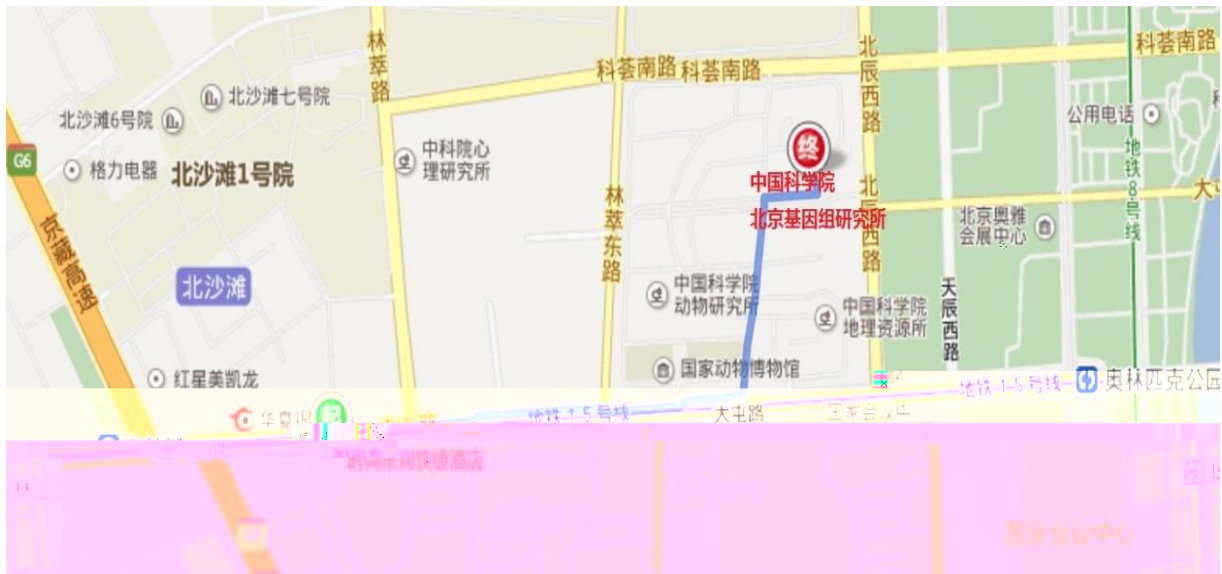 林萃路
科荟南路
科荟南路
北辰西路
科荟南路
北沙滩七号院
北沙滩6号院
公用电话
G6
格力电器
北沙滩1号院
中科院心
理研究所
终
地铁8号线
中国科学院
北京基因组研究所
北辰西路
林萃东路
北京奥雅
会展中心
京藏高速
北沙滩
中国科学院
动物研究所
中国科学院
地理资源所
天辰西路
国家动物博物馆
红星美凯龙
地铁15号线
奥林匹克公园
地铁15号线
大屯路
国家会议中心